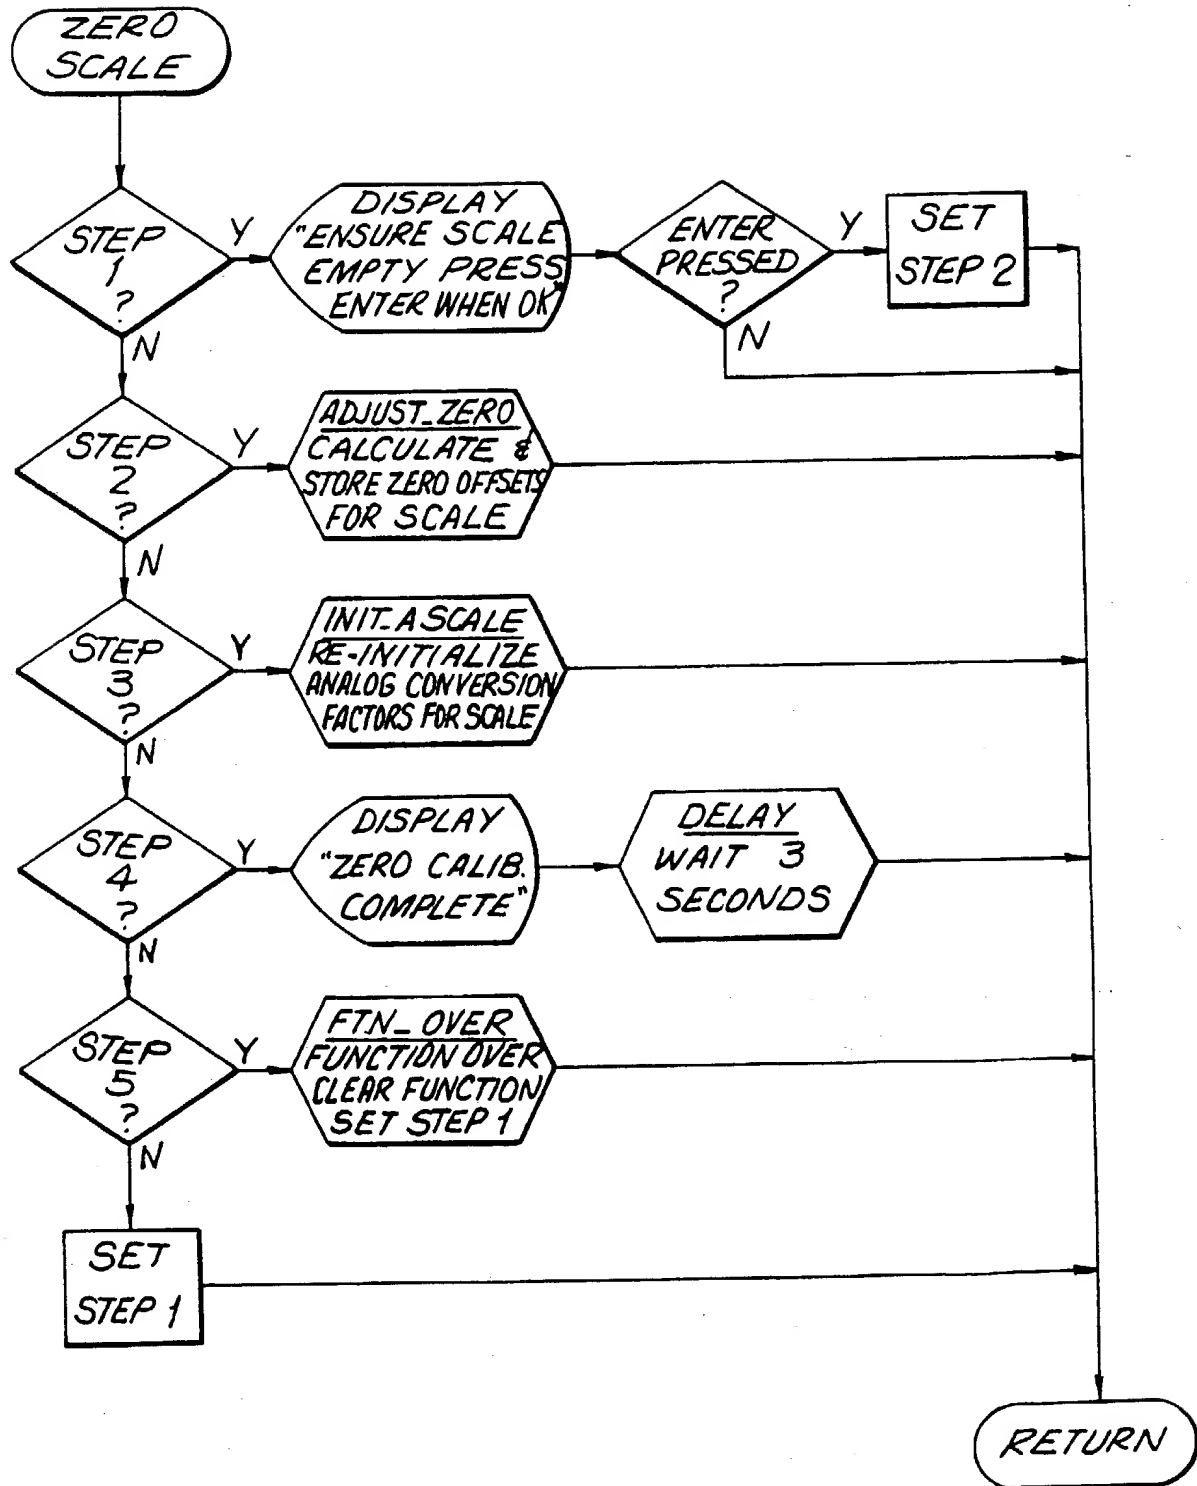 ZERO
SCALE
STEP
1
?
Y
N
DISPLAY
"ENSURE SCALE
EMPTY PRESS
ENTER WHEN OK"
ENTER
PRESSED
?
Y
N
SET
STEP 2
STEP
2
?
Y
N
ADJUST_ZERO
CALCULATE &
STORE ZERO OFFSETS
FOR SCALE
STEP
3
?
Y
N
INIT_ASCALE
RE-INITIALIZE
ANALOG CONVERSION
FACTORS FOR SCALE
STEP
4
?
Y
N
DISPLAY
"ZERO CALIB.
COMPLETE"
DELAY
WAIT 3
SECONDS
STEP
5
?
Y
N
FTN_OVER
FUNCTION OVER
CLEAR FUNCTION
SET STEP 1
SET
STEP 1
RETURN